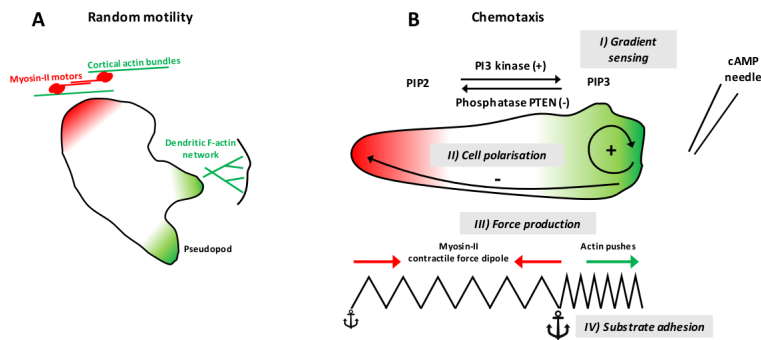 A
Random motility
Cortical actin bundles
Myosin-II motors
Dendritic F-actin
network
Pseudopod
B
Chemotaxis
I) Gradient
sensing
cAMP
needle
PI3 kinase (+)
PIP2
PIP3
Phosphatase PTEN (-)
II) Cell polarisation
+
-
III) Force production
Myosin-II
contractile force dipole
Actin pushes
IV) Substrate adhesion